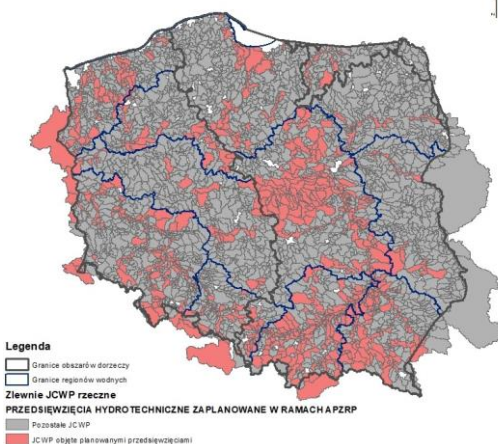 Legenda
Granice obszarów dorzeczy
Granice regionów wodnych
Zlewnie JCWP rzeczne
PRZEDSIĘWZIĘCIA HYDROTECHNICZNE ZAPLANOWANE W RAMACH APZRP
Pozostałe JCWP
JCWP objęte planowanymi przedsięwzięciami